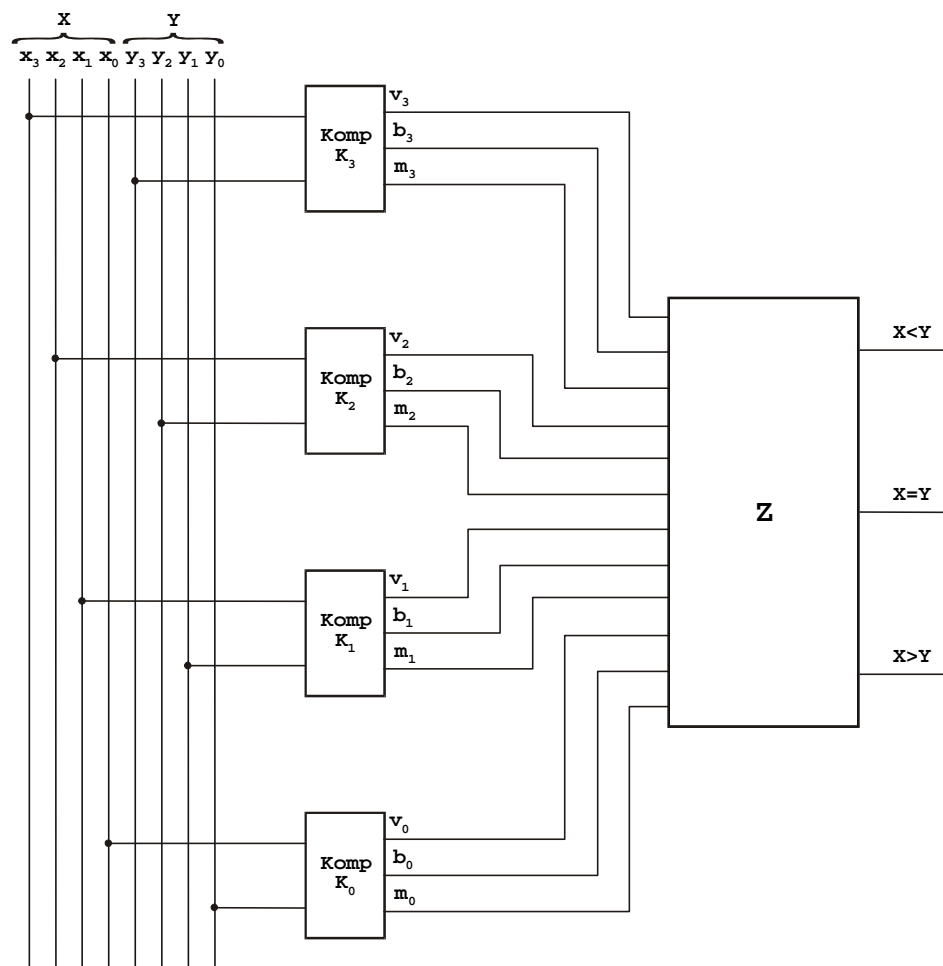 X Y
x₃ x₂ x₁ x₀ y₃ y₂ y₁ y₀
Komp
K₃
v₃
b₃
m₃
Komp
K₂
v₂
b₂
m₂
Komp
K₁
v₁
b₁
m₁
Komp
K₀
v₀
b₀
m₀
Z
X<Y
X=Y
X>Y